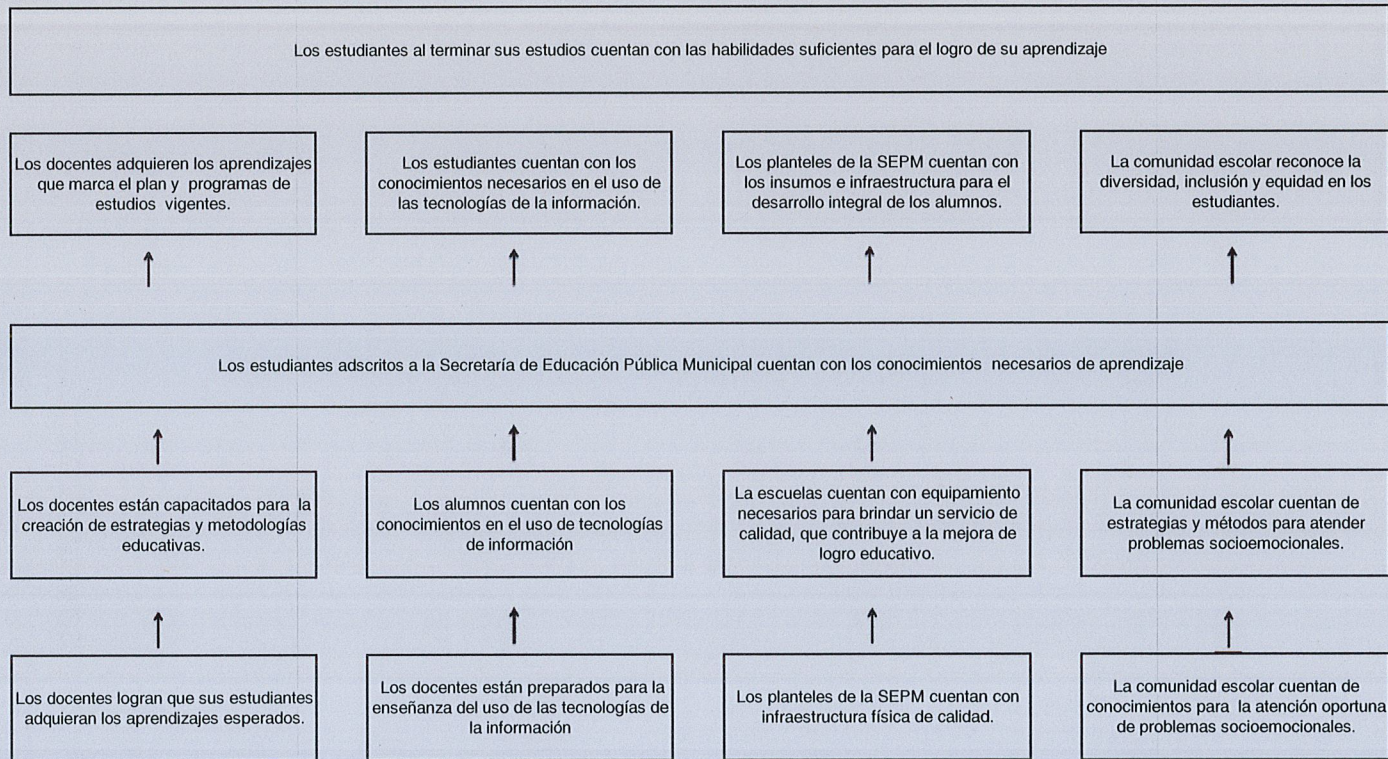 Los estudiantes al terminar sus estudios cuentan con las habilidades suficientes para el logro de su aprendizaje
Los docentes adquieren los aprendizajes
que marca el plan y programas de
estudios vigentes.
Los estudiantes cuentan con los
conocimientos necesarios en el uso de
las tecnologías de la información.
Los planteles de la SEPM cuentan con
los insumos e infraestructura para el
desarrollo integral de los alumnos.
La comunidad escolar reconoce la
diversidad, inclusión y equidad en los
estudiantes.
Los estudiantes adscritos a la Secretaría de Educación Pública Municipal cuentan con los conocimientos necesarios de aprendizaje
Los docentes están capacitados para la
creación de estrategias y metodologías
educativas.
Los alumnos cuentan con los
conocimientos en el uso de tecnologías
de información
La escuelas cuentan con equipamiento
necesarios para brindar un servicio de
calidad, que contribuye a la mejora de
logro educativo.
La comunidad escolar cuentan de
estrategias y métodos para atender
problemas socioemocionales.
Los docentes logran que sus estudiantes
adquieran los aprendizajes esperados.
Los docentes están preparados para la
enseñanza del uso de las tecnologías de
la información
Los planteles de la SEPM cuentan con
infraestructura física de calidad.
La comunidad escolar cuentan de
conocimientos para la atención oportuna
de problemas socioemocionales.